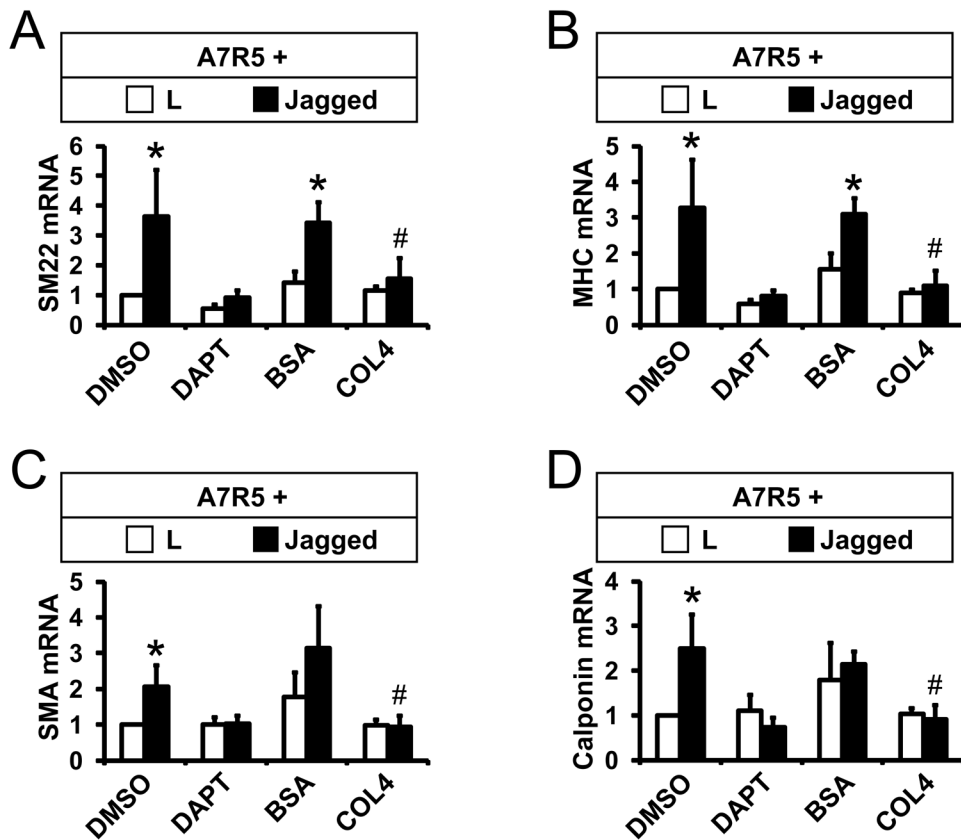 A
A7R5 +
L Jagged
SM22 mRNA
6
5
4
3
2
1
0
* * #
DMSO DAPT BSA COL4
B
A7R5 +
L Jagged
MHC mRNA
5
4
3
2
1
0
* * #
DMSO DAPT BSA COL4
C
A7R5 +
L Jagged
SMA mRNA
5
4
3
2
1
0
* #
DMSO DAPT BSA COL4
D
A7R5 +
L Jagged
Calponin mRNA
4
3
2
1
0
* #
DMSO DAPT BSA COL4